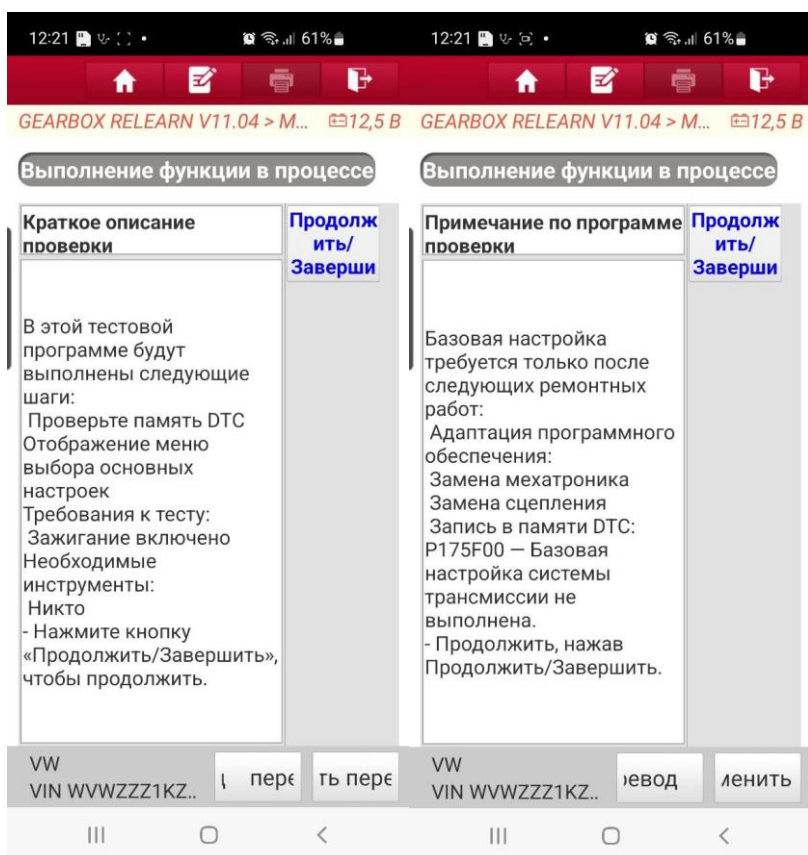 12:21
61%
GEARBOX RELEARN V11.04 > M...
12,5 В
Выполнение функции в процессе
Краткое описание
проверки
Продолж
ить/
Заверши
В этой тестовой
программе будут
выполнены следующие
шаги:
Проверьте память DTC
Отображение меню
выбора основных
настроек
Требования к тесту:
Зажигание включено
Необходимые
инструменты:
Никто
- Нажмите кнопку
«Продолжить/Завершить»,
чтобы продолжить.
VW
VIN WVWZZZ1KZ..
пере
ть пере
12:21
61%
GEARBOX RELEARN V11.04 > M...
12,5 В
Выполнение функции в процессе
Примечание по программе
проверки
Продолж
ить/
Заверши
Базовая настройка
требуется только после
следующих ремонтных
работ:
Адаптация программного
обеспечения:
Замена мехатроника
Замена сцепления
Запись в памяти DTC:
P175F00 — Базовая
настройка системы
трансмиссии не
выполнена.
- Продолжить, нажав
Продолжить/Завершить.
VW
VIN WVWZZZ1KZ..
евод
менить